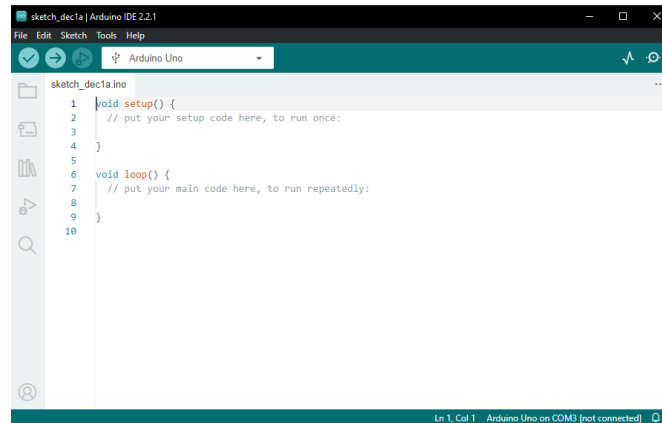 sketch_dec1a | Arduino IDE 2.2.1
File Edit Sketch Tools Help
Arduino Uno
sketch_dec1a.ino
1 void setup() {
2 // put your setup code here, to run once:
3
4 }
5
6 void loop() {
7 // put your main code here, to run repeatedly:
8
9 }
10
Ln 1, Col 1 Arduino Uno on COM3 [not connected]